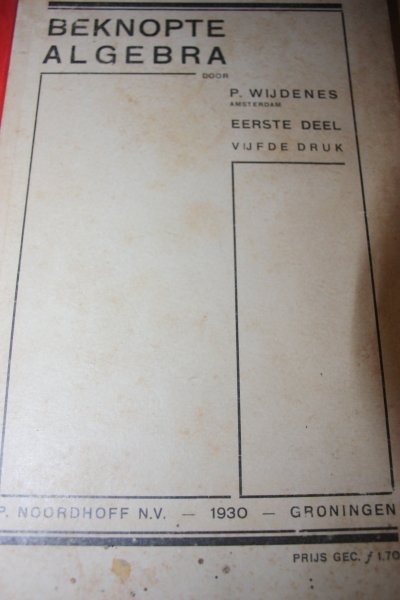 BEKNOPTE
ALGEBRA
DOOR
P. WIJDENES
AMSTERDAM
EERSTE DEEL
VIJFDE DRUK
P. NOORDHOFF N.V. — 1930 — GRONINGEN
PRIJS GEC. ƒ 1.70